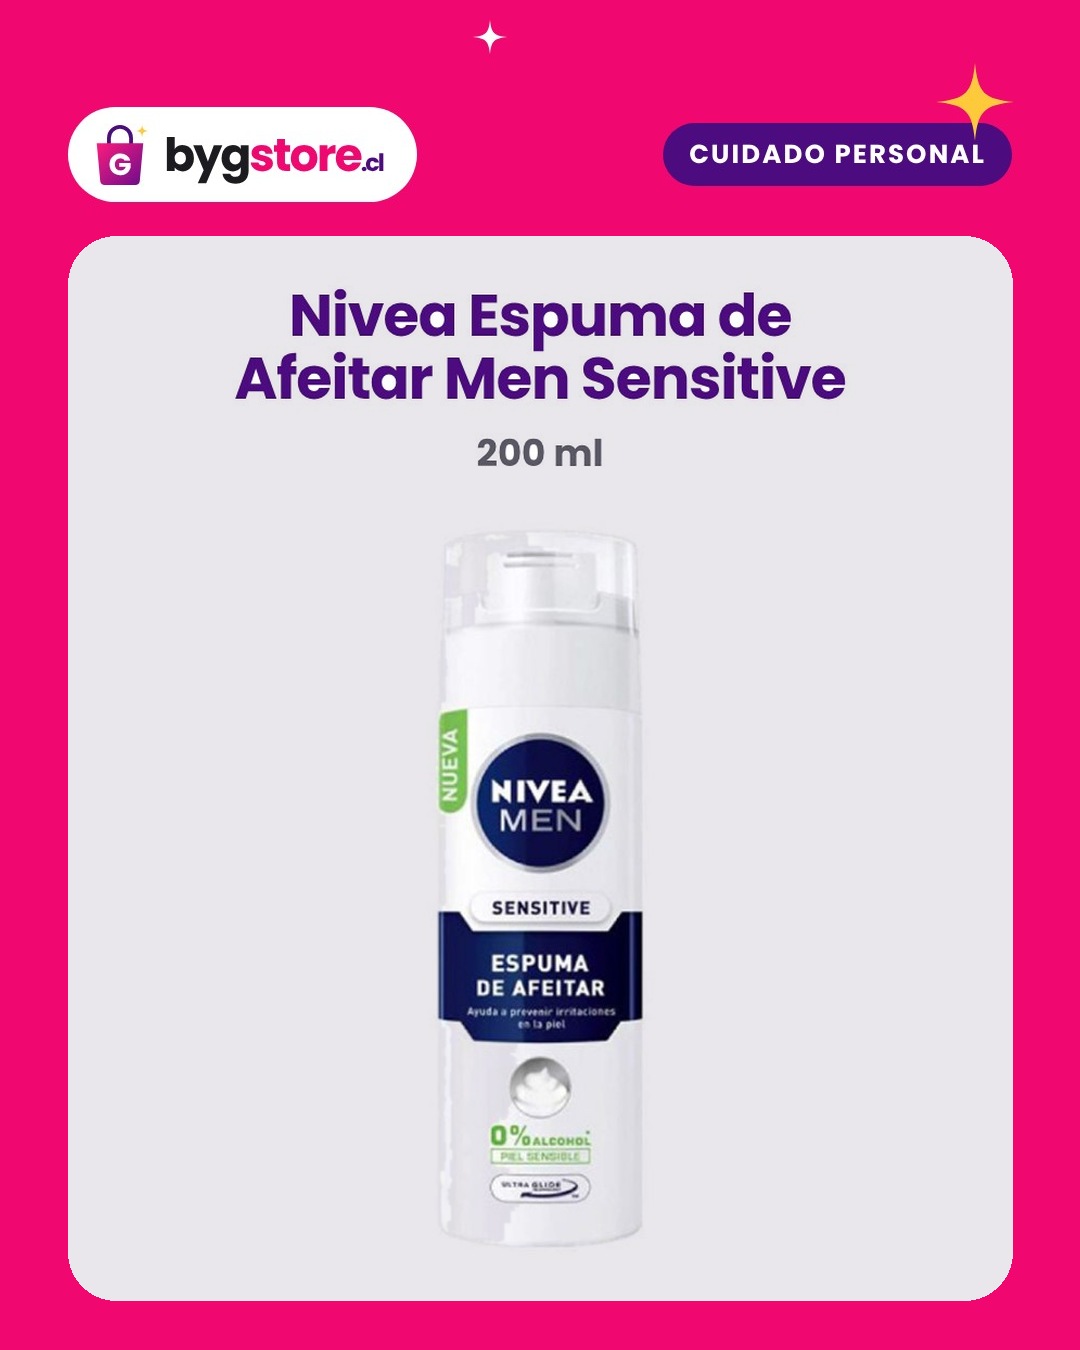 G bygstore.cl
CUIDADO PERSONAL
Nivea Espuma de
Afeitar Men Sensitive
200 ml
NUEVA
NIVEA
MEN
SENSITIVE
ESPUMA
DE AFEITAR
Ayuda a prevenir irritaciones
en la piel
0% ALCOHOL*
PIEL SENSIBLE
ULTRA GLIDE